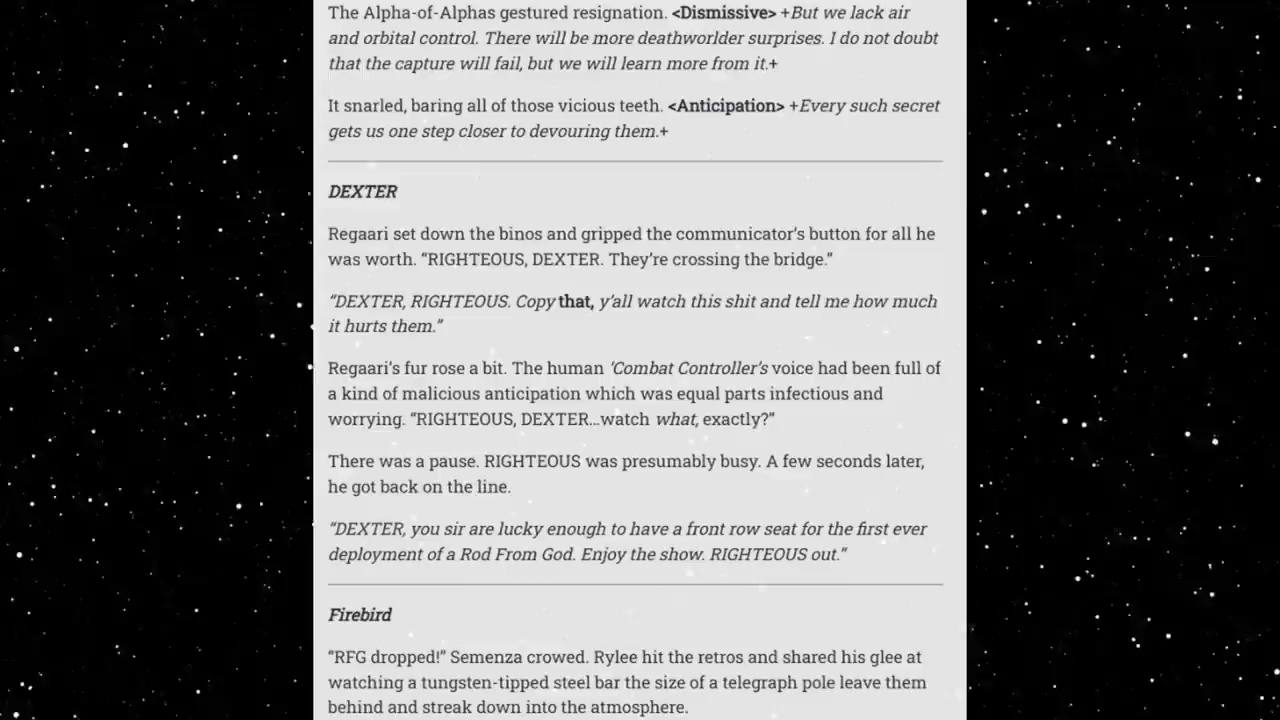 The Alpha-of-Alphas gestured resignation. <Dismissive> +But we lack air
and orbital control. There will be more deathworlder surprises. I do not doubt
that the capture will fail, but we will learn more from it.+
It snarled, baring all of those vicious teeth. <Anticipation> +Every such secret
gets us one step closer to devouring them.+
DEXTER
Regaari set down the binos and gripped the communicator’s button for all he
was worth. “RIGHTEOUS, DEXTER. They’re crossing the bridge.”
“DEXTER, RIGHTEOUS. Copy that, y’all watch this shit and tell me how much
it hurts them.”
Regaari’s fur rose a bit. The human ‘Combat Controller’s voice had been full of
a kind of malicious anticipation which was equal parts infectious and
worrying. “RIGHTEOUS, DEXTER…watch what, exactly?”
There was a pause. RIGHTEOUS was presumably busy. A few seconds later,
he got back on the line.
“DEXTER, you sir are lucky enough to have a front row seat for the first ever
deployment of a Rod From God. Enjoy the show. RIGHTEOUS out.”
Firebird
“RFG dropped!” Semenza crowed. Rylee hit the retros and shared his glee at
watching a tungsten-tipped steel bar the size of a telegraph pole leave them
behind and streak down into the atmosphere.